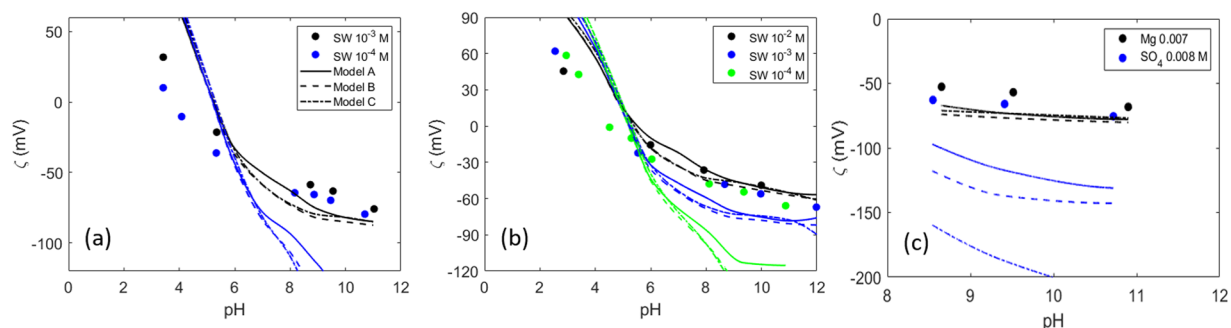 50
0
-50
-100
ζ (mV)
0 2 4 6 8 10 12
pH
(a)
SW 10⁻³ M
SW 10⁻⁴ M
Model A
Model B
Model C
90
60
30
0
-30
-60
-90
-120
ζ (mV)
0 2 4 6 8 10 12
pH
(b)
SW 10⁻² M
SW 10⁻³ M
SW 10⁻⁴ M
0
-50
-100
-150
-200
ζ (mV)
8 9 10 11 12
pH
(c)
Mg 0.007
SO₄ 0.008 M